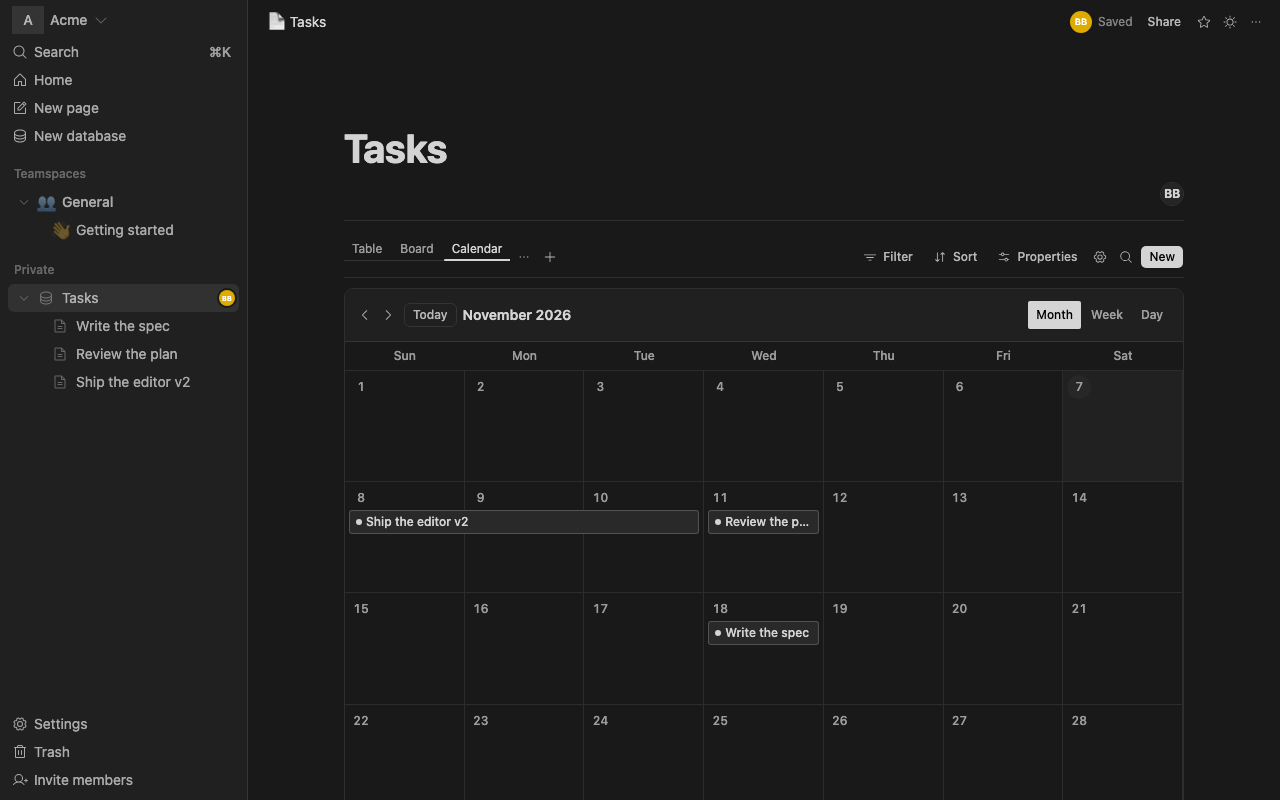 A Acme
Search ⌘K
Home
New page
New database
Teamspaces
General
Getting started
Private
Tasks BB
Write the spec
Review the plan
Ship the editor v2
Settings
Trash
Invite members
Tasks
BB Saved Share
Tasks
BB
Table Board Calendar
Filter Sort Properties New
Today November 2026 Month Week Day
Sun Mon Tue Wed Thu Fri Sat
1 2 3 4 5 6 7
8 9 10 11 12 13 14
Ship the editor v2 Review the p...
15 16 17 18 19 20 21
Write the spec
22 23 24 25 26 27 28